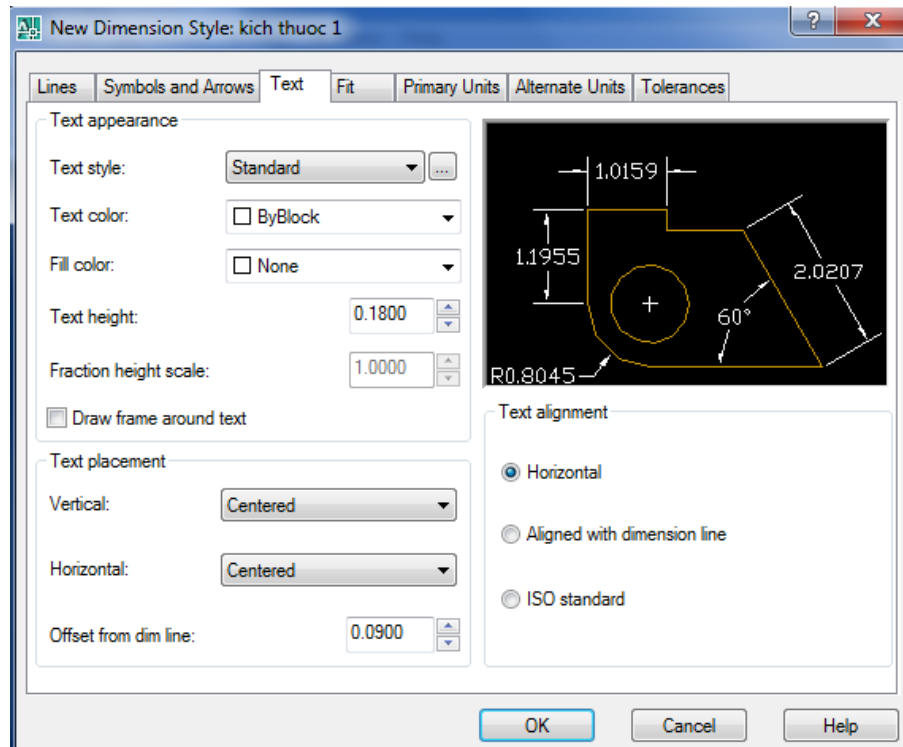 New Dimension Style: kich thuoc 1
Lines Symbols and Arrows Text Fit Primary Units Alternate Units Tolerances
Text appearance
Text style: Standard ...
Text color: ByBlock
Fill color: None
Text height: 0.1800
Fraction height scale: 1.0000
Draw frame around text
Text placement
Vertical: Centered
Horizontal: Centered
Offset from dim line: 0.0900
1.0159
1.1955
2.0207
60°
R0.8045
Text alignment
Horizontal
Aligned with dimension line
ISO standard
OK Cancel Help